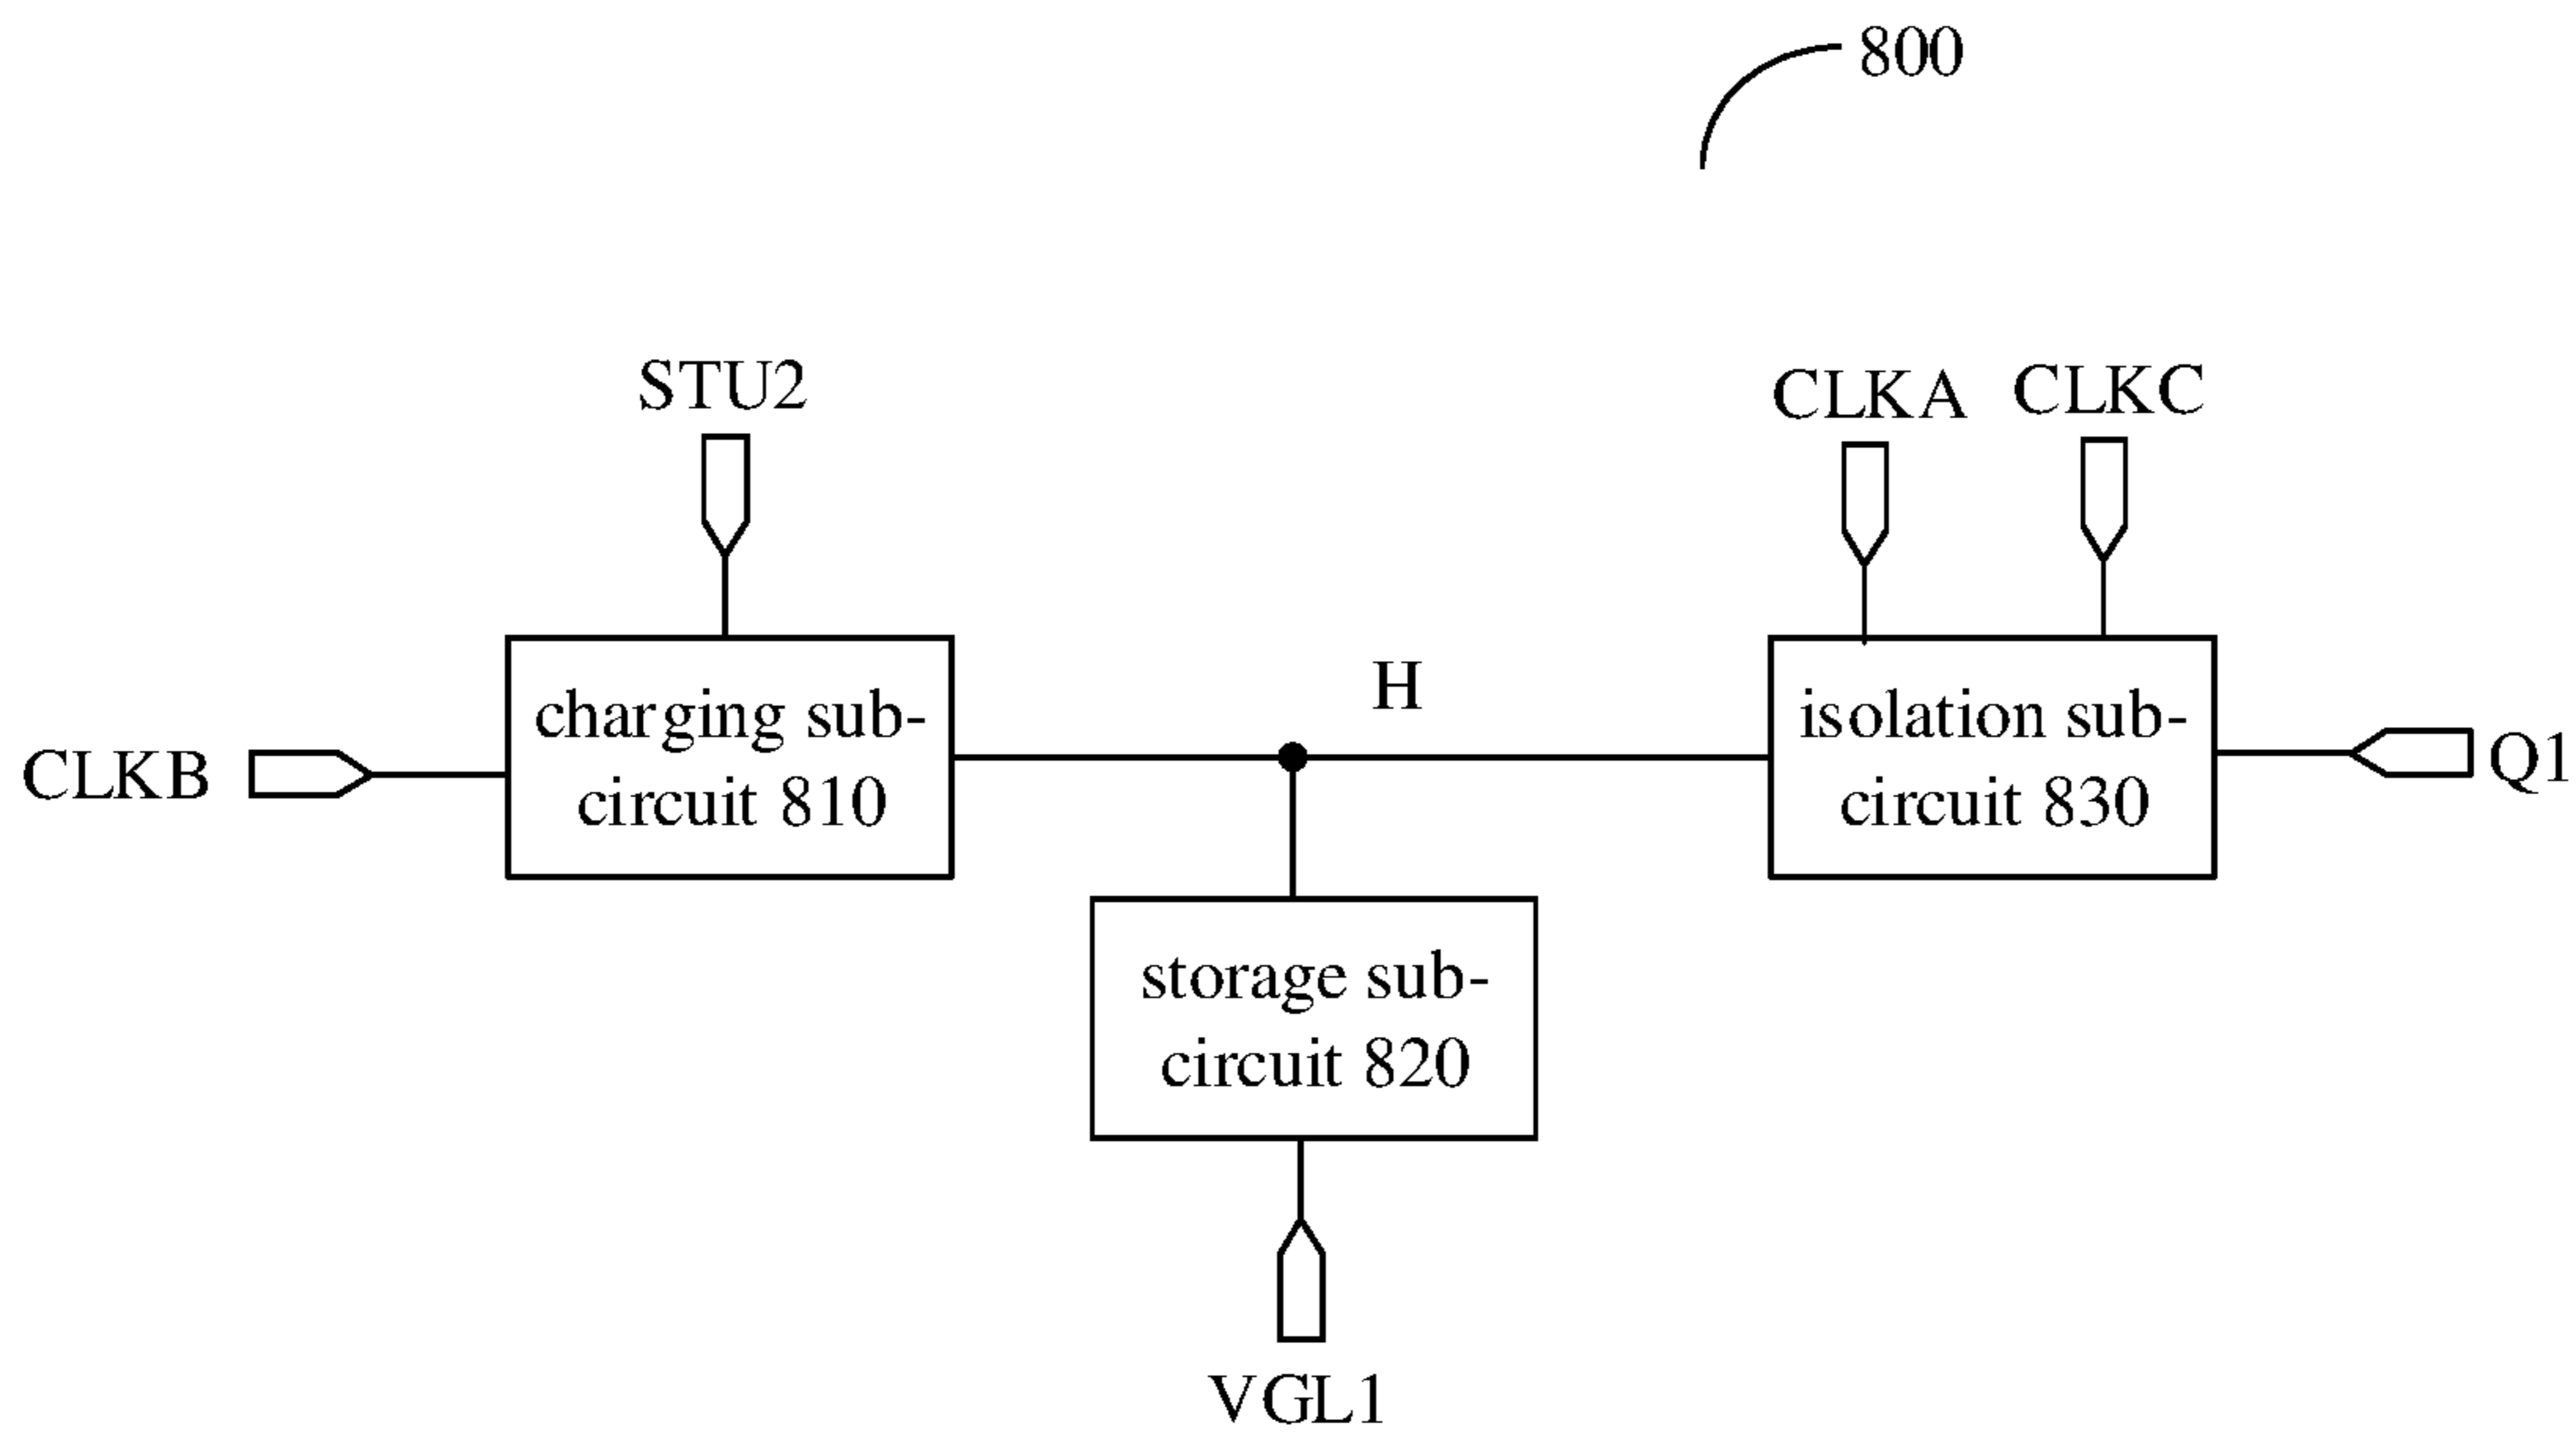 800
STU2
CLKA
CLKC
H
charging sub-
circuit 810
isolation sub-
circuit 830
CLKB
Q1
storage sub-
circuit 820
VGL1